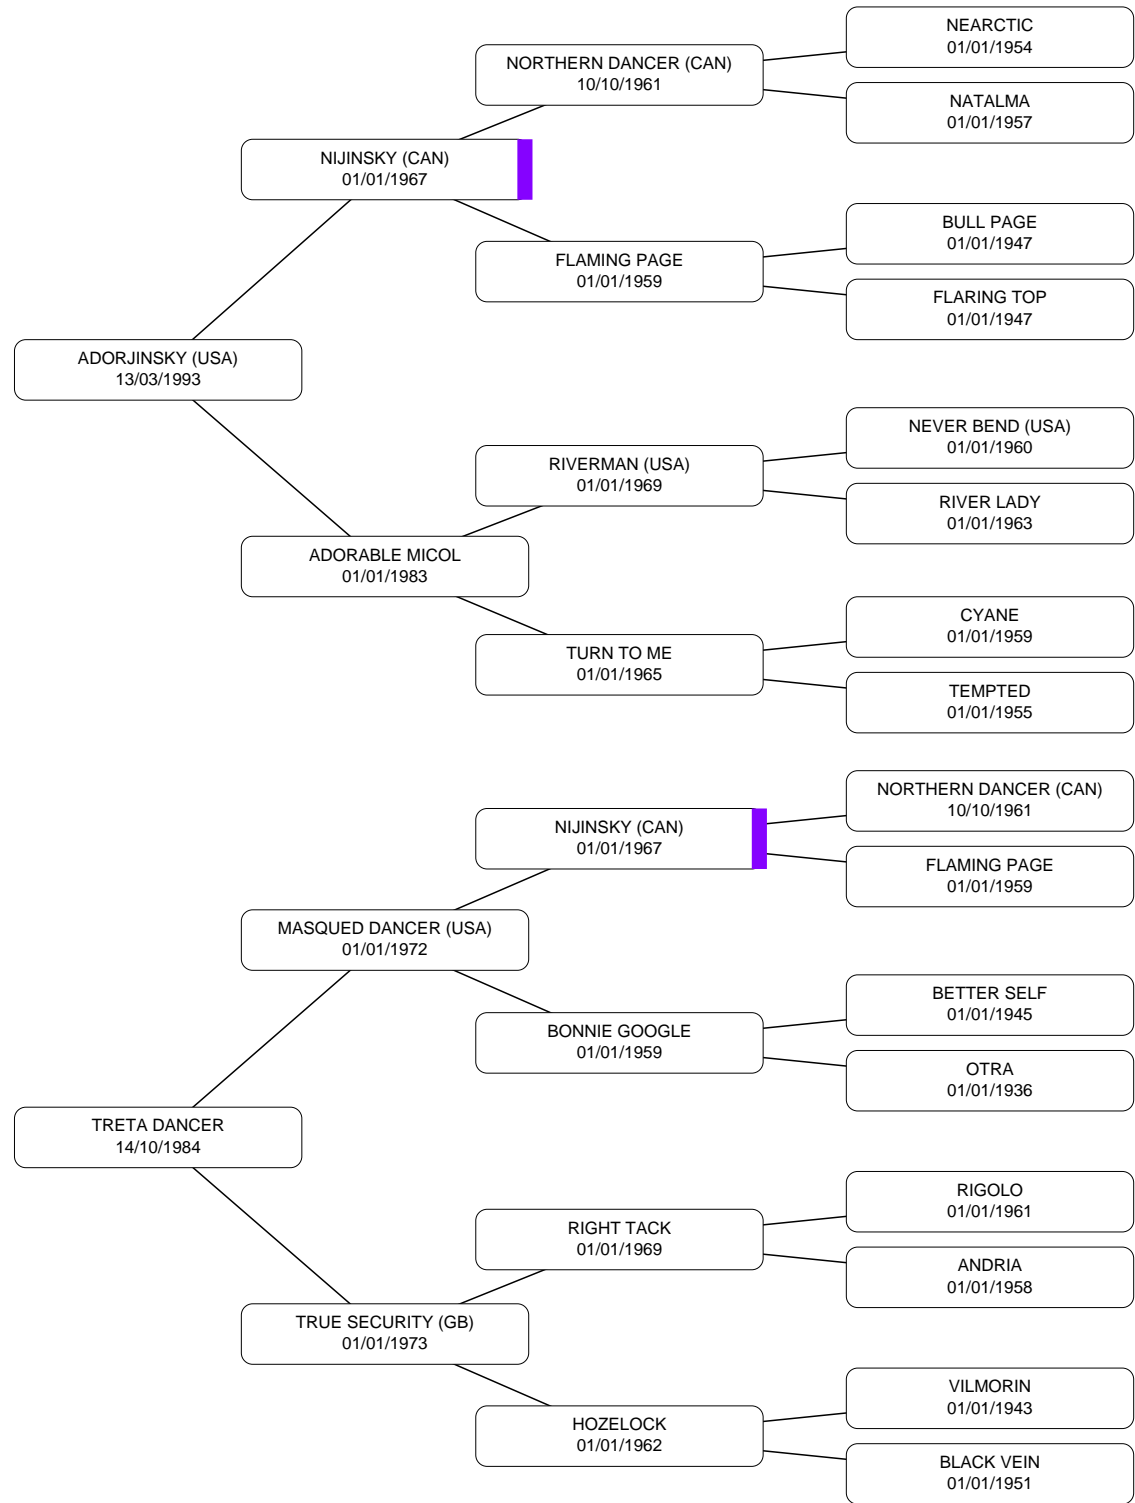 NEARCTIC
01/01/1954
NORTHERN DANCER (CAN)
10/10/1961
NATALMA
01/01/1957
NIJINSKY (CAN)
01/01/1967
BULL PAGE
01/01/1947
FLAMING PAGE
01/01/1959
FLARING TOP
01/01/1947
ADORJINSKY (USA)
13/03/1993
NEVER BEND (USA)
01/01/1960
RIVERMAN (USA)
01/01/1969
RIVER LADY
01/01/1963
ADORABLE MICOL
01/01/1983
CYANE
01/01/1959
TURN TO ME
01/01/1965
TEMPTED
01/01/1955
NORTHERN DANCER (CAN)
10/10/1961
NIJINSKY (CAN)
01/01/1967
FLAMING PAGE
01/01/1959
MASQUED DANCER (USA)
01/01/1972
BETTER SELF
01/01/1945
BONNIE GOOGLE
01/01/1959
OTRA
01/01/1936
TRETA DANCER
14/10/1984
RIGOLO
01/01/1961
RIGHT TACK
01/01/1969
ANDRIA
01/01/1958
TRUE SECURITY (GB)
01/01/1973
VILMORIN
01/01/1943
HOZELOCK
01/01/1962
BLACK VEIN
01/01/1951